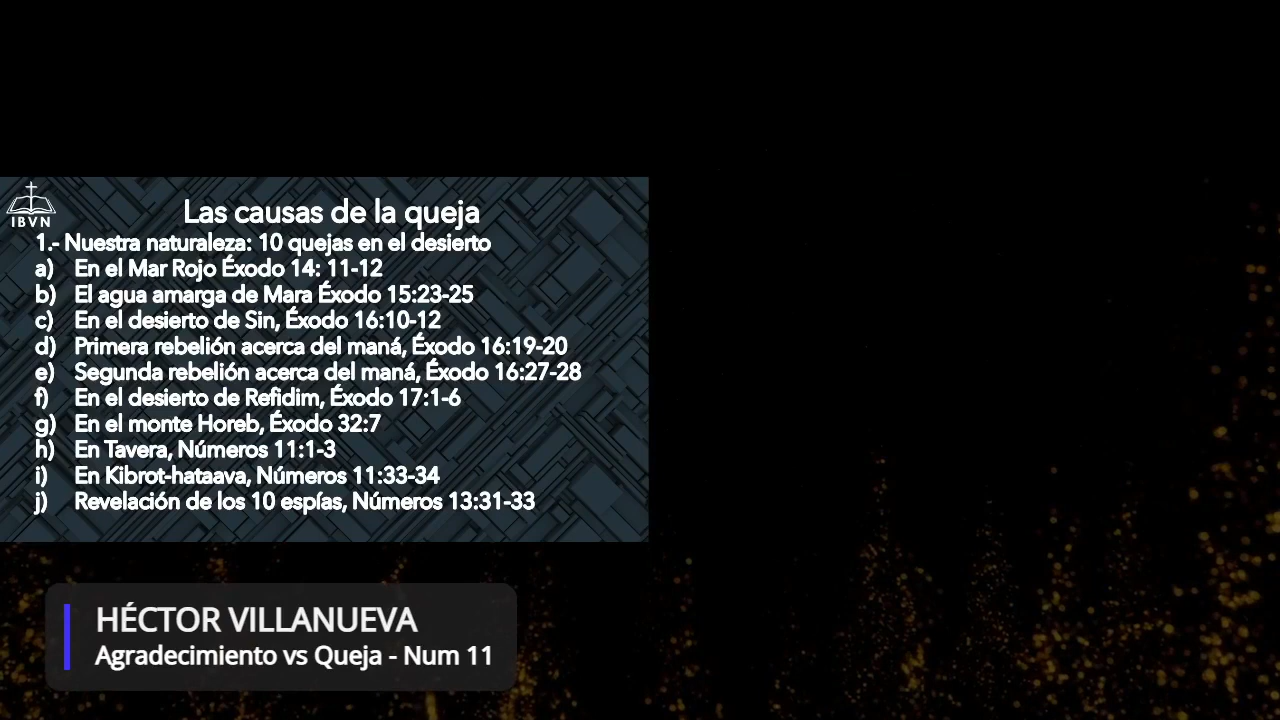 IBVN
Las causas de la queja
1.- Nuestra naturaleza: 10 quejas en el desierto
a) En el Mar Rojo Éxodo 14: 11-12
b) El agua amarga de Mara Éxodo 15:23-25
c) En el desierto de Sin, Éxodo 16:10-12
d) Primera rebelión acerca del maná, Éxodo 16:19-20
e) Segunda rebelión acerca del maná, Éxodo 16:27-28
f) En el desierto de Refidim, Éxodo 17:1-6
g) En el monte Horeb, Éxodo 32:7
h) En Tavera, Números 11:1-3
i) En Kibrot-hataava, Números 11:33-34
j) Revelación de los 10 espías, Números 13:31-33
HÉCTOR VILLANUEVA
Agradecimiento vs Queja - Num 11